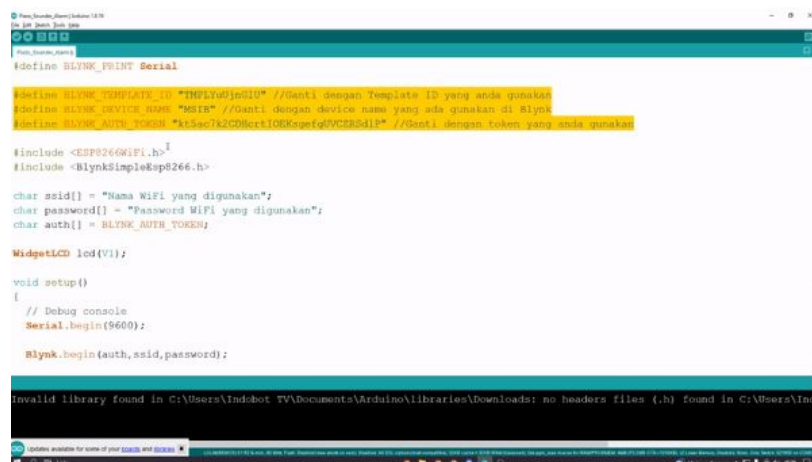 Piezo_Sounder_Alarm | Arduino 1.8.19
File Edit Sketch Tools Help
Piezo_Sounder_Alarm §
#define BLYNK_PRINT Serial
#define BLYNK_TEMPLATE_ID //Ganti dengan Template ID yang anda gunakan
#define BLYNK_DEVICE_NAME "MSIB" //Ganti dengan device name yang ada gunakan di Blynk
#define BLYNK_AUTH_TOKEN //Ganti dengan token yang anda gunakan
#include <ESP8266WiFi.h>
#include <BlynkSimpleEsp8266.h>
char ssid[] = "Nama WiFi yang digunakan";
char password[] = "Password WiFi yang digunakan";
char auth[] = BLYNK_AUTH_TOKEN;
WidgetLCD lcd(V1);
void setup()
{
// Debug console
Serial.begin(9600);
Blynk.begin(auth,ssid,password);
Invalid library found in C:\Users\Indobot TV\Documents\Arduino\libraries\Downloads: no headers files (.h) found in C:\Users\Ind
Updates available for some of your boards and libraries